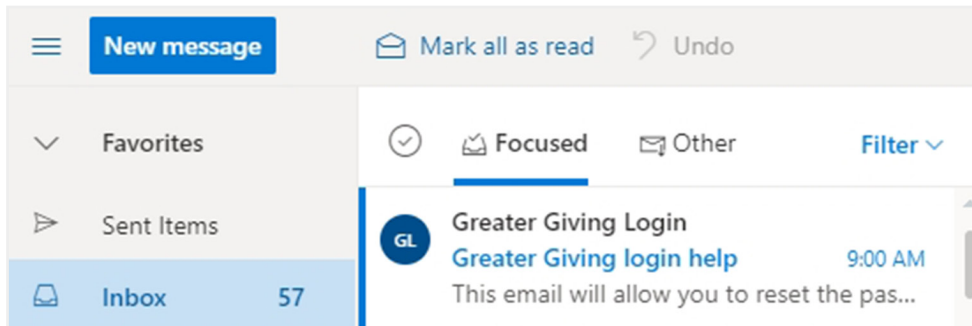 New message
Mark all as read
Undo
Favorites
Focused
Other
Filter
Sent Items
GL
Greater Giving Login
Greater Giving login help
9:00 AM
Inbox
57
This email will allow you to reset the pas...